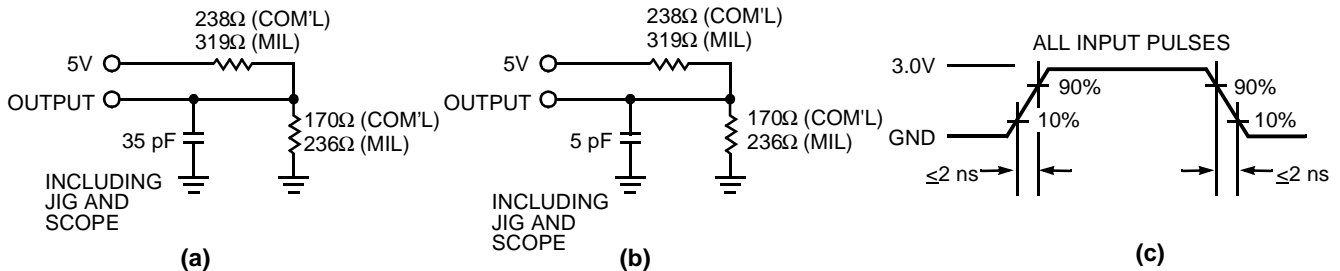 238Ω (COM'L)
319Ω (MIL)
5V
OUTPUT
35 pF
170Ω (COM'L)
236Ω (MIL)
INCLUDING
JIG AND
SCOPE
(a)
238Ω (COM'L)
319Ω (MIL)
5V
OUTPUT
5 pF
170Ω (COM'L)
236Ω (MIL)
INCLUDING
JIG AND
SCOPE
(b)
ALL INPUT PULSES
3.0V
90%
90%
10%
10%
GND
≤2 ns
≤2 ns
(c)